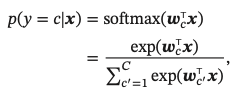 p(y = c|x) = softmax(w_c^⊤ x)
= exp(w_c^⊤ x) / ∑_{c'=1}^{C} exp(w_{c'}^⊤ x) ,